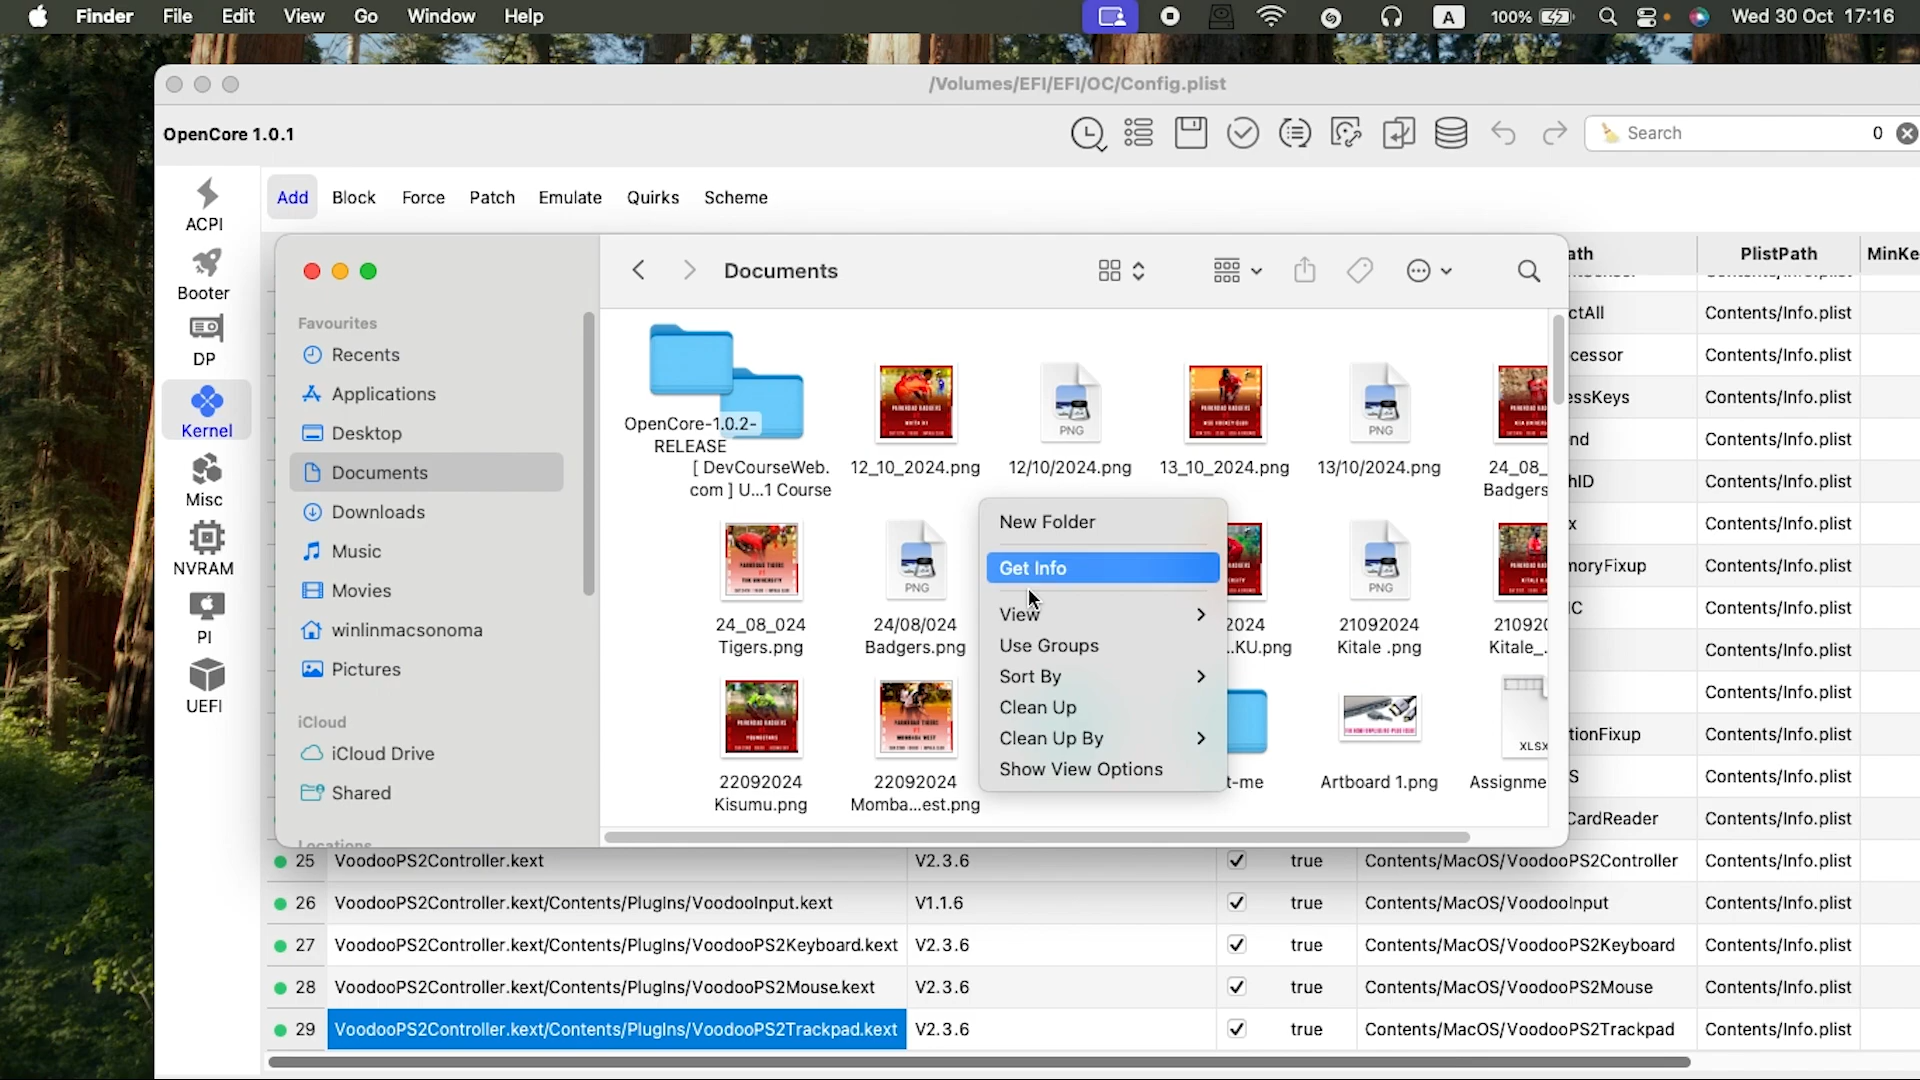 Finder File Edit View Go Window Help A 100% Wed 30 Oct 17:16
/Volumes/EFI/EFI/OC/Config.plist
OpenCore 1.0.1 Search 0
Add Block Force Patch Emulate Quirks Scheme
ACPI
Booter
DP
Kernel
Misc
NVRAM
PI
UEFI
ath PlistPath MinKe
Documents
Favourites
Recents
Applications
Desktop
Documents
Downloads
Music
Movies
winlinmacsonoma
Pictures
iCloud
iCloud Drive
Shared
Locations
OpenCore-1.0.2-
RELEASE
[ DevCourseWeb.
com ] U...1 Course
12_10_2024.png
PNG
12/10/2024.png
13_10_2024.png
PNG
13/10/2024.png
24_08_
Badgers
24_08_024
Tigers.png
PNG
24/08/024
Badgers.png
2024
..KU.png
PNG
21092024
Kitale .png
210920
Kitale_.
22092024
Kisumu.png
22092024
Momba...est.png
t-me
Artboard 1.png
XLSX
Assignme
New Folder
Get Info
View
Use Groups
Sort By
Clean Up
Clean Up By
Show View Options
ctAll Contents/Info.plist
cessor Contents/Info.plist
essKeys Contents/Info.plist
nd Contents/Info.plist
hID Contents/Info.plist
x Contents/Info.plist
noryFixup Contents/Info.plist
IC Contents/Info.plist
Contents/Info.plist
Contents/Info.plist
tionFixup Contents/Info.plist
S Contents/Info.plist
CardReader Contents/Info.plist
25 VoodooPS2Controller.kext V2.3.6 true Contents/MacOS/VoodooPS2Controller Contents/Info.plist
26 VoodooPS2Controller.kext/Contents/PlugIns/VoodooInput.kext V1.1.6 true Contents/MacOS/VoodooInput Contents/Info.plist
27 VoodooPS2Controller.kext/Contents/PlugIns/VoodooPS2Keyboard.kext V2.3.6 true Contents/MacOS/VoodooPS2Keyboard Contents/Info.plist
28 VoodooPS2Controller.kext/Contents/PlugIns/VoodooPS2Mouse.kext V2.3.6 true Contents/MacOS/VoodooPS2Mouse Contents/Info.plist
29 VoodooPS2Controller.kext/Contents/PlugIns/VoodooPS2Trackpad.kext V2.3.6 true Contents/MacOS/VoodooPS2Trackpad Contents/Info.plist